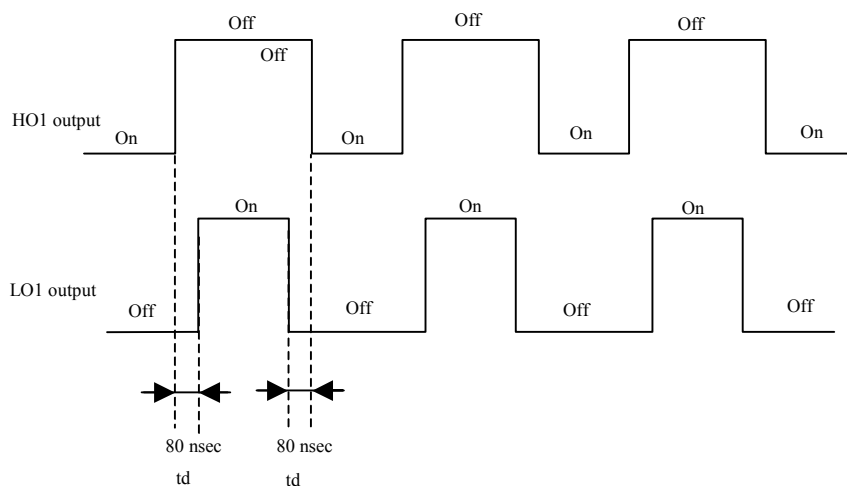 Off Off Off
Off
HO1 output
On On On On
On On On
LO1 output
Off Off Off Off
80 nsec 80 nsec
td td